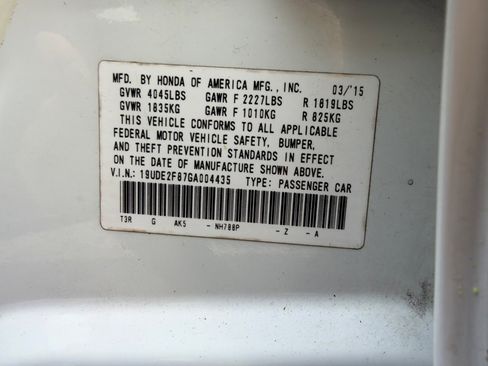 MFD. BY HONDA OF AMERICA MFG., INC. 03/'15
GVWR 4045LBS GAWR F 2227LBS R 1819LBS
GVWR 1835KG GAWR F 1010KG R 825KG
THIS VEHICLE CONFORMS TO ALL APPLICABLE
FEDERAL MOTOR VEHICLE SAFETY, BUMPER,
AND THEFT PREVENTION STANDARDS IN EFFECT
ON THE DATE OF MANUFACTURE SHOWN ABOVE.
V.I.N.: 19UDE2F87GA004435 TYPE: PASSENGER CAR
T3R G AK5 - NH788P - Z - A